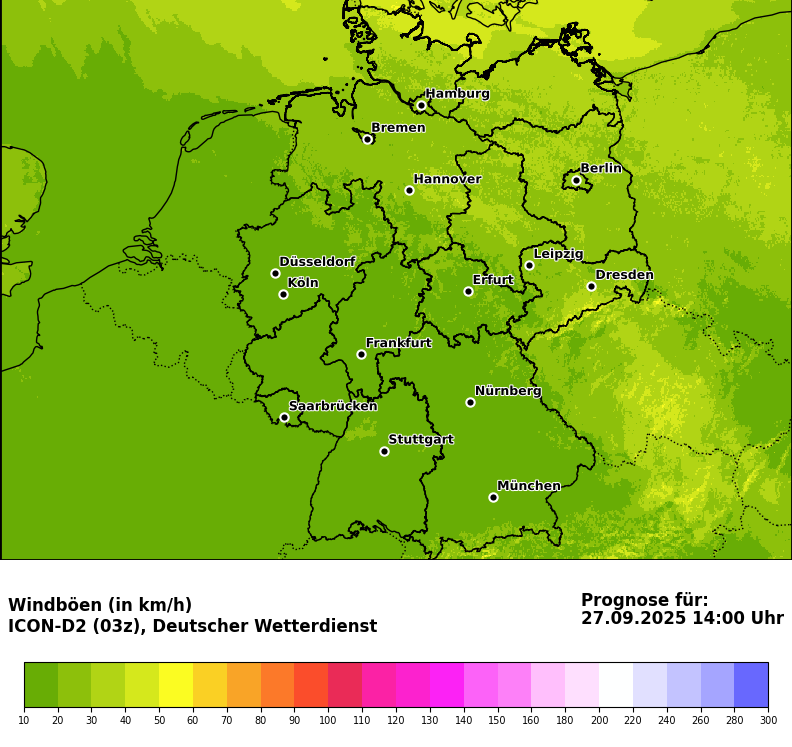 Hamburg
Bremen
Berlin
Hannover
Leipzig
Düsseldorf
Dresden
Köln
Erfurt
Frankfurt
Nürnberg
Saarbrücken
Stuttgart
München
Windböen (in km/h)
ICON-D2 (03z), Deutscher Wetterdienst
Prognose für:
27.09.2025 14:00 Uhr
10 20 30 40 50 60 70 80 90 100 110 120 130 140 150 160 180 200 220 240 260 280 300